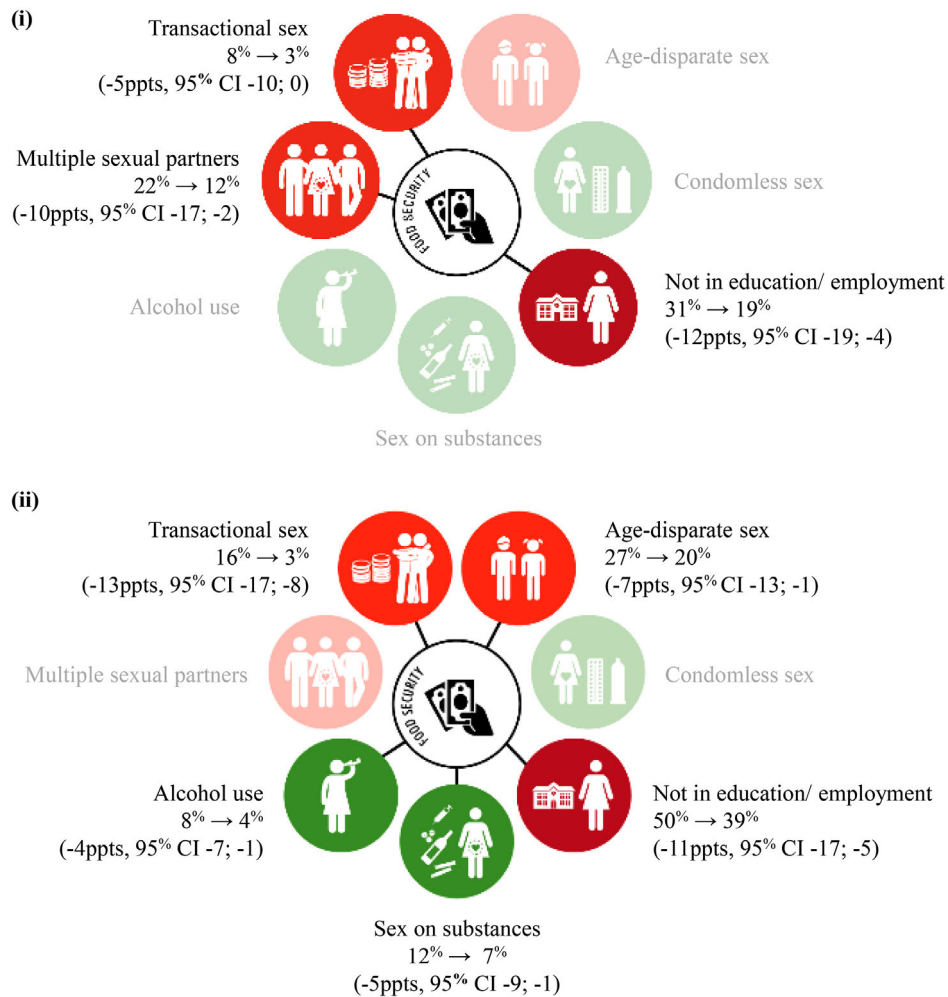 (i)
Transactional sex
8% → 3%
(-5ppts, 95% CI -10; 0)
Age-disparate sex
Multiple sexual partners
22% → 12%
(-10ppts, 95% CI -17; -2)
FOOD SECURITY
Condomless sex
Alcohol use
Not in education/ employment
31% → 19%
(-12ppts, 95% CI -19; -4)
Sex on substances
(ii)
Transactional sex
16% → 3%
(-13ppts, 95% CI -17; -8)
Age-disparate sex
27% → 20%
(-7ppts, 95% CI -13; -1)
Multiple sexual partners
FOOD SECURITY
Condomless sex
Alcohol use
8% → 4%
(-4ppts, 95% CI -7; -1)
Not in education/ employment
50% → 39%
(-11ppts, 95% CI -17; -5)
Sex on substances
12% → 7%
(-5ppts, 95% CI -9; -1)